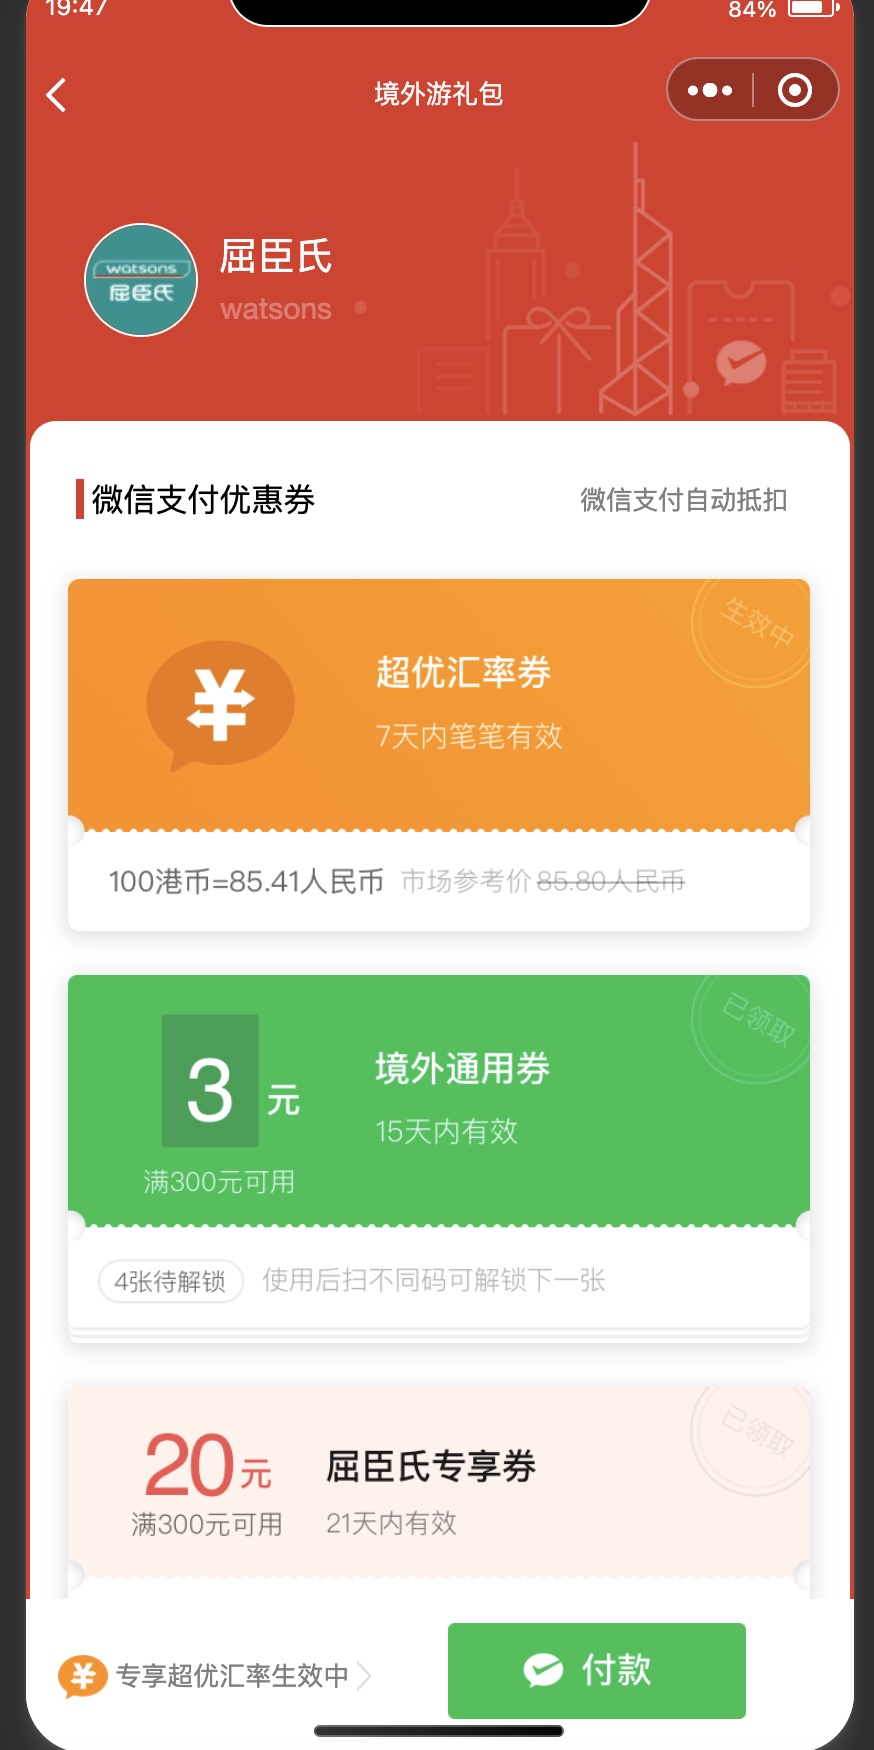 19:47
84%
境外游礼包
watsons
屈臣氏
屈臣氏
watsons
微信支付优惠券
微信支付自动抵扣
生效中
超优汇率券
7天内笔笔有效
100港币=85.41人民币 市场参考价85.80人民币
已领取
3元
境外通用券
15天内有效
满300元可用
4张待解锁
使用后扫不同码可解锁下一张
已领取
20元
屈臣氏专享券
满300元可用
21天内有效
专享超优汇率生效中
付款